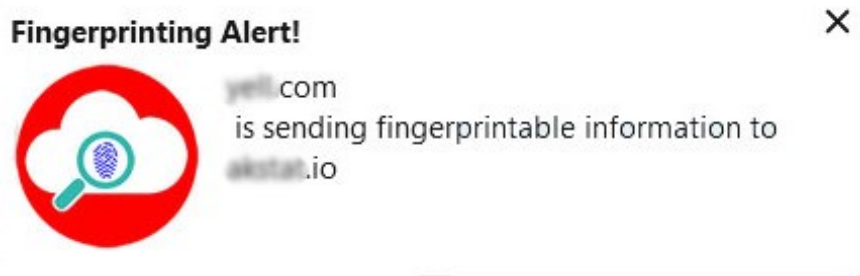 Fingerprinting Alert!
.com
is sending fingerprintable information to
.io